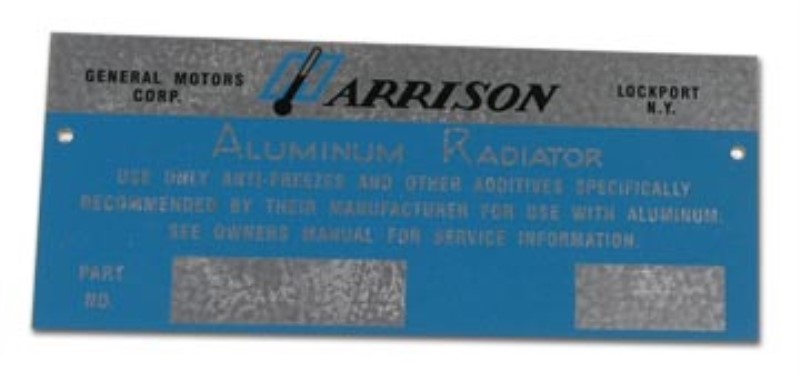 GENERAL MOTORS CORP.
HARRISON
LOCKPORT N.Y.
ALUMINUM RADIATOR
USE ONLY ANTI-FREEZES AND OTHER ADDITIVES SPECIFICALLY
RECOMMENDED BY THEIR MANUFACTURER FOR USE WITH ALUMINUM.
SEE OWNERS MANUAL FOR SERVICE INFORMATION.
PART
NO.